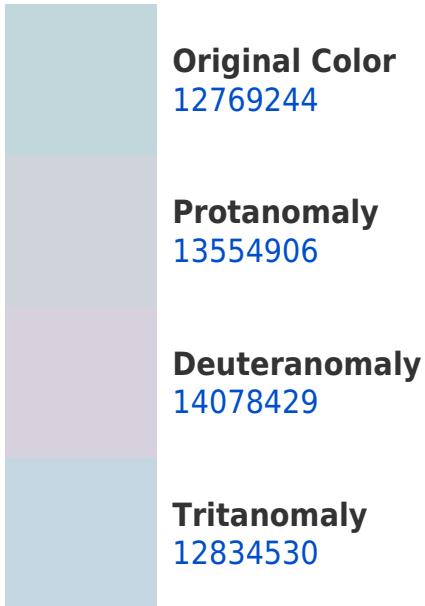 Original Color
12769244
Protanomaly
13554906
Deuteranomaly
14078429
Tritanomaly
12834530